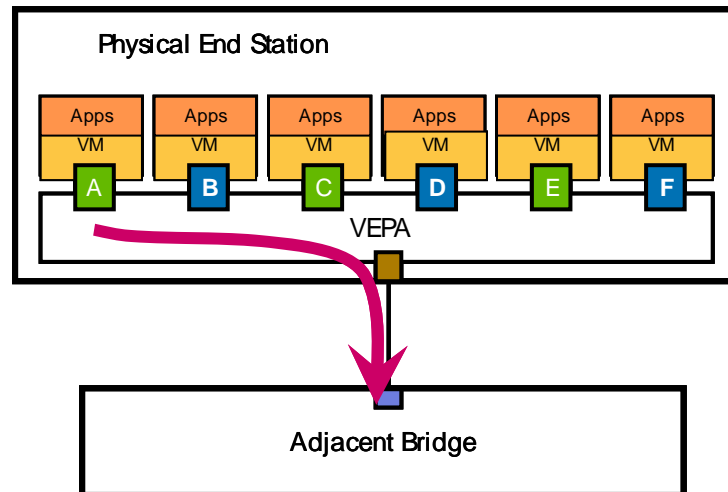 Physical End Station
Apps Apps Apps Apps Apps Apps
VM VM VM VM VM VM
A B C D E F
VEPA
Adjacent Bridge